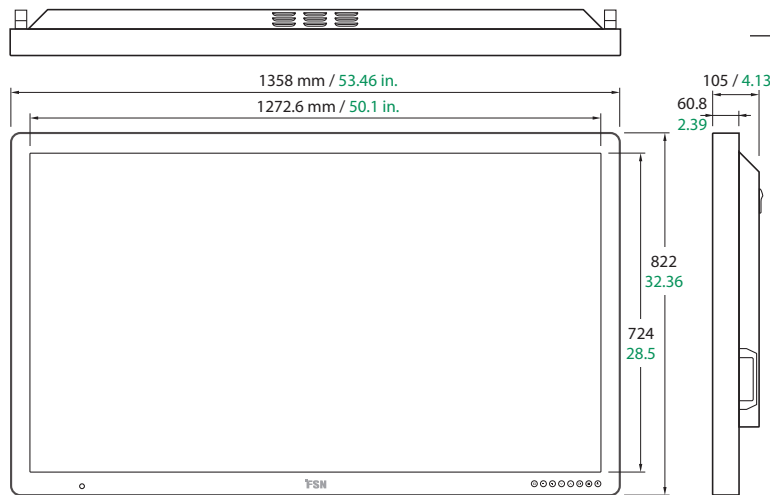 1358 mm / 53.46 in.
105 / 4.13
1272.6 mm / 50.1 in.
60.8
2.39
822
32.36
724
28.5
FSN